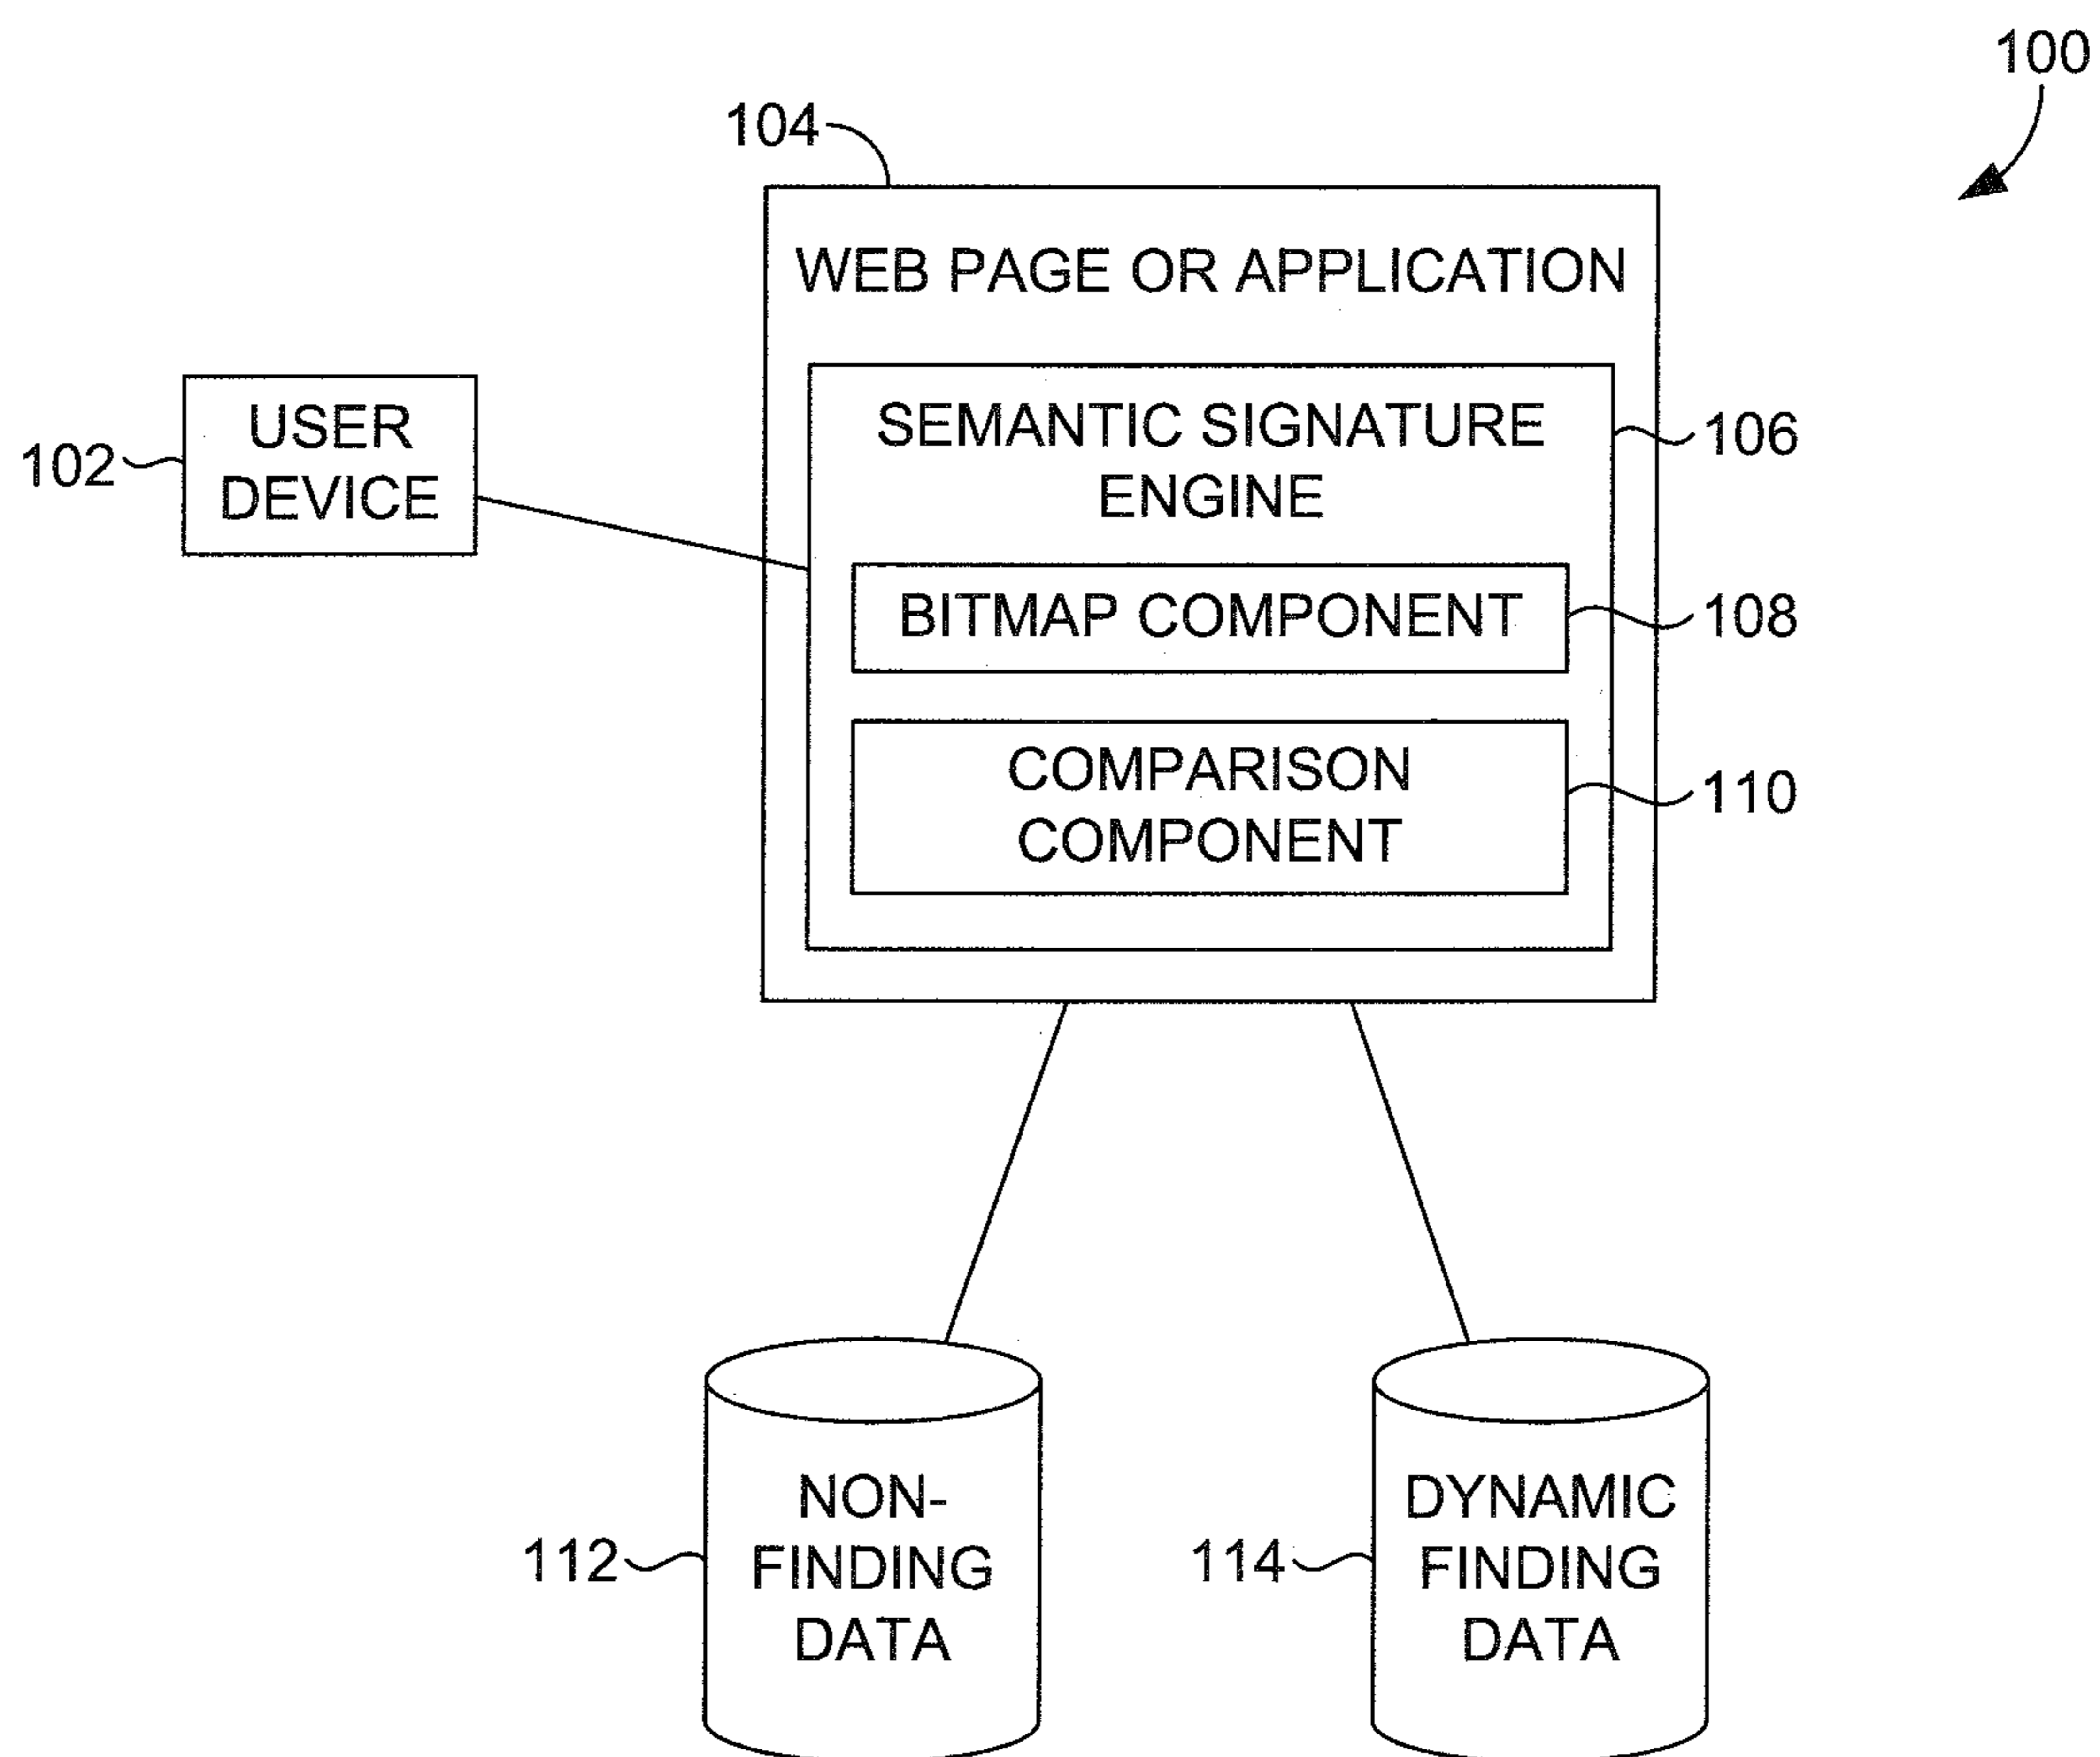 100
104
WEB PAGE OR APPLICATION
USER
DEVICE
102
SEMANTIC SIGNATURE
ENGINE
106
BITMAP COMPONENT
108
COMPARISON
COMPONENT
110
NON-
FINDING
DATA
112
DYNAMIC
FINDING
DATA
114